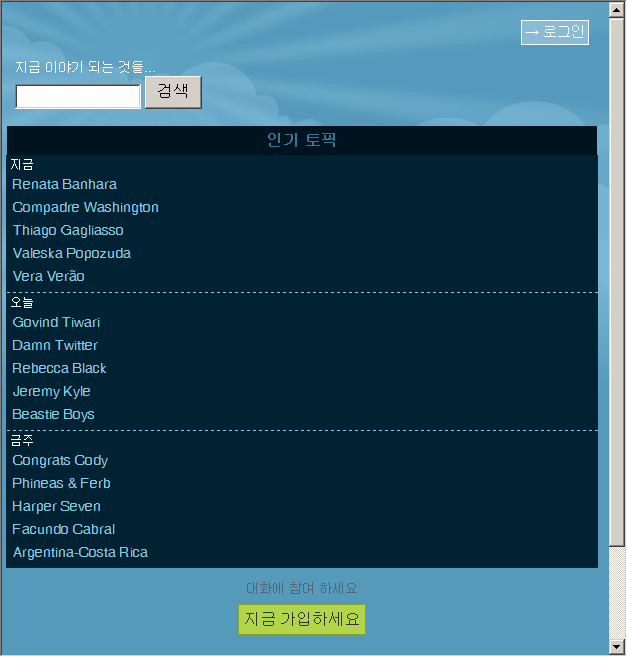 → 로그인
지금 이야기 되는 것들...
검색
인기 토픽
지금
Renata Banhara
Compadre Washington
Thiago Gagliasso
Valeska Popozuda
Vera Verão
오늘
Govind Tiwari
Damn Twitter
Rebecca Black
Jeremy Kyle
Beastie Boys
금주
Congrats Cody
Phineas & Ferb
Harper Seven
Facundo Cabral
Argentina-Costa Rica
대화에 참여 하세요
지금 가입하세요